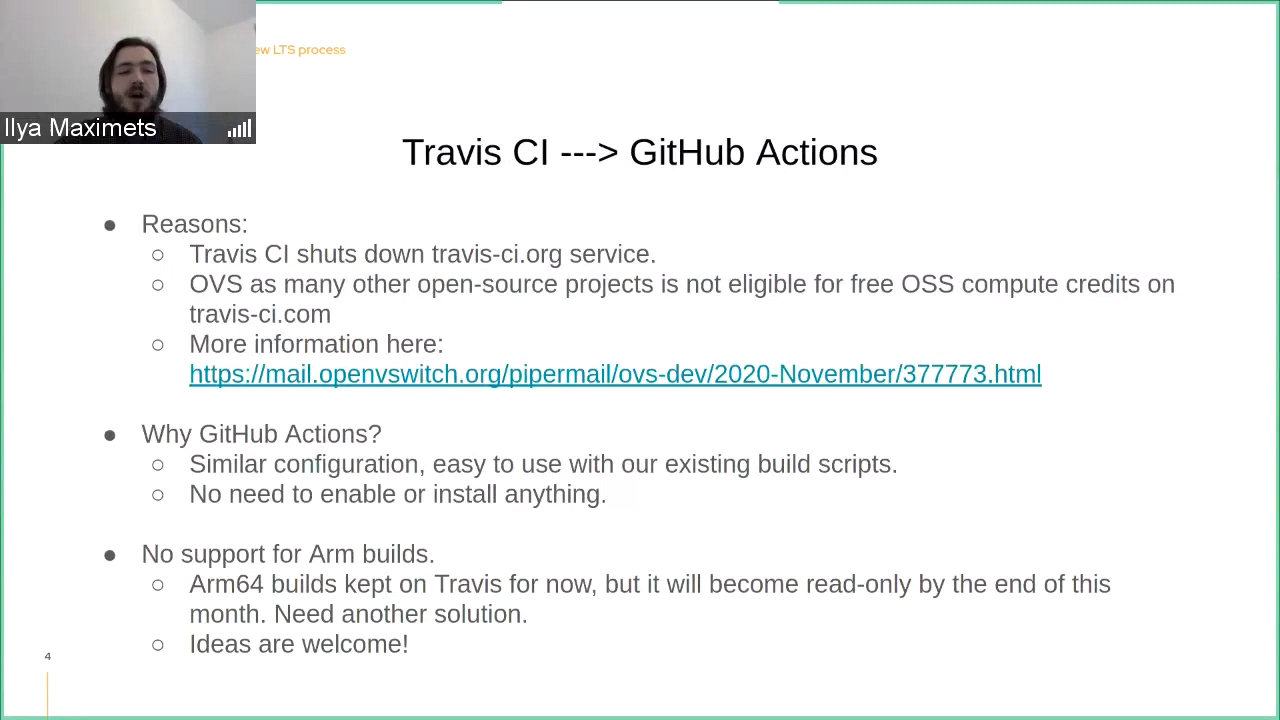 ew LTS process
Ilya Maximets
Travis CI ---> GitHub Actions
● Reasons:
○ Travis CI shuts down travis-ci.org service.
○ OVS as many other open-source projects is not eligible for free OSS compute credits on
travis-ci.com
○ More information here:
https://mail.openvswitch.org/pipermail/ovs-dev/2020-November/377773.html
● Why GitHub Actions?
○ Similar configuration, easy to use with our existing build scripts.
○ No need to enable or install anything.
● No support for Arm builds.
○ Arm64 builds kept on Travis for now, but it will become read-only by the end of this
month. Need another solution.
○ Ideas are welcome!
4